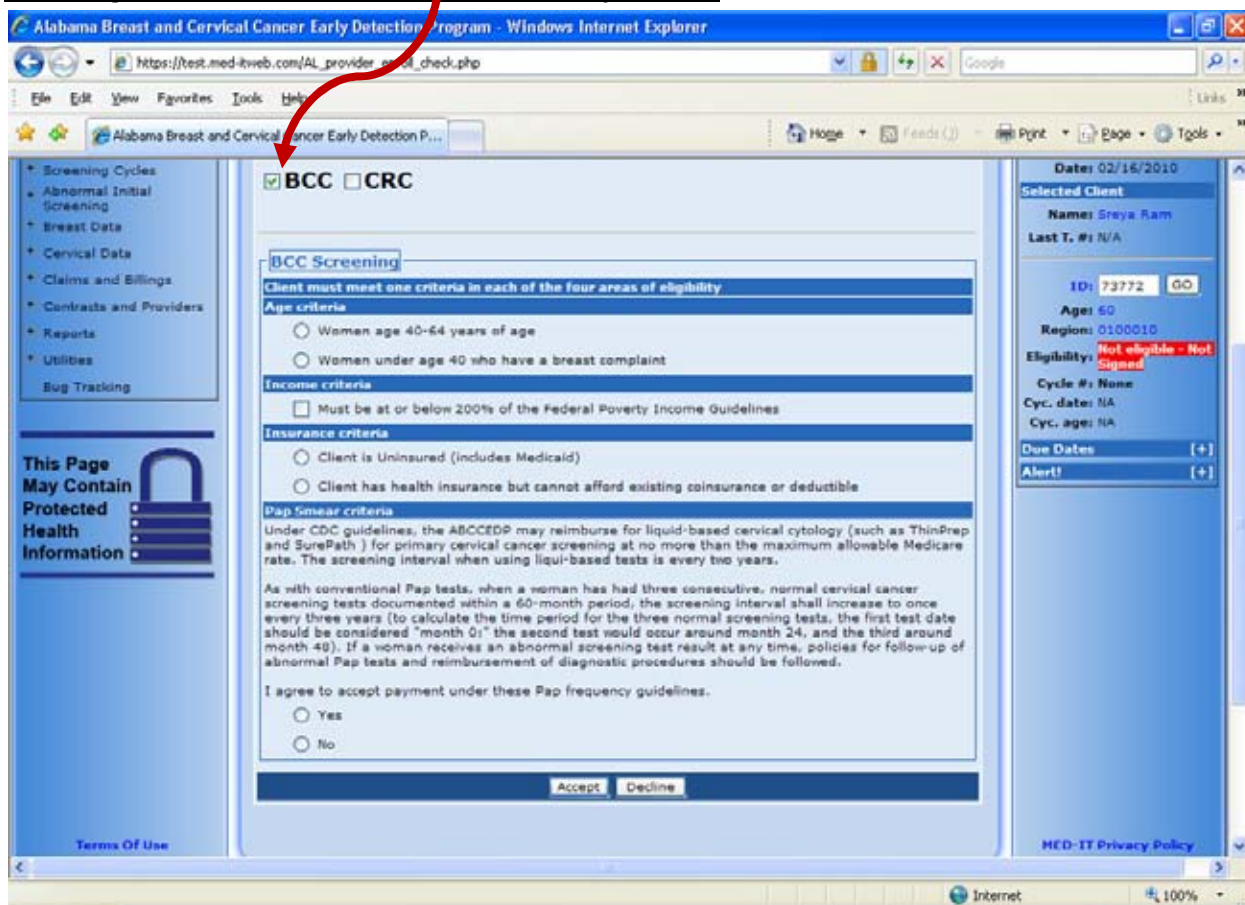 Alabama Breast and Cervical Cancer Early Detection Program - Windows Internet Explorer
https://test.med-itweb.com/AL_provider_enroll_check.php
Google
File Edit View Favorites Tools Help
Links
Alabama Breast and Cervical Cancer Early Detection P...
Home Feeds (J) Print Page Tools
Screening Cycles
Abnormal Initial
Screening
Breast Data
Cervical Data
Claims and Billings
Contrasts and Providers
Reports
Utilities
Bug Tracking
This Page
May Contain
Protected
Health
Information
Terms Of Use
BCC CRC
BCC Screening
Client must meet one criteria in each of the four areas of eligibility
Age criteria
Women age 40-64 years of age
Women under age 40 who have a breast complaint
Income criteria
Must be at or below 200% of the Federal Poverty Income Guidelines
Insurance criteria
Client is Uninsured (includes Medicaid)
Client has health insurance but cannot afford existing coinsurance or deductible
Pap Smear criteria
Under CDC guidelines, the ABCCEDP may reimburse for liquid-based cervical cytology (such as ThinPrep
and SurePath ) for primary cervical cancer screening at no more than the maximum allowable Medicare
rate. The screening interval when using liqui-based tests is every two years.
As with conventional Pap tests, when a woman has had three consecutive, normal cervical cancer
screening tests documented within a 60-month period, the screening interval shall increase to once
every three years (to calculate the time period for the three normal screening tests, the first test date
should be considered "month 0:" the second test would occur around month 24, and the third around
month 48). If a woman receives an abnormal screening test result at any time, policies for follow-up of
abnormal Pap tests and reimbursement of diagnostic procedures should be followed.
I agree to accept payment under these Pap frequency guidelines.
Yes
No
Accept Decline
Date: 02/16/2010
Selected Client
Name: Sreya Ram
Last T. #: N/A
ID: 73772 GO
Age: 60
Region: 0100010
Eligibility: Not eligible - Not
Signed
Cycle #: None
Cyc. date: NA
Cyc. age: NA
Due Dates [+]
Alert! [+]
MED-IT Privacy Policy
Internet 100%